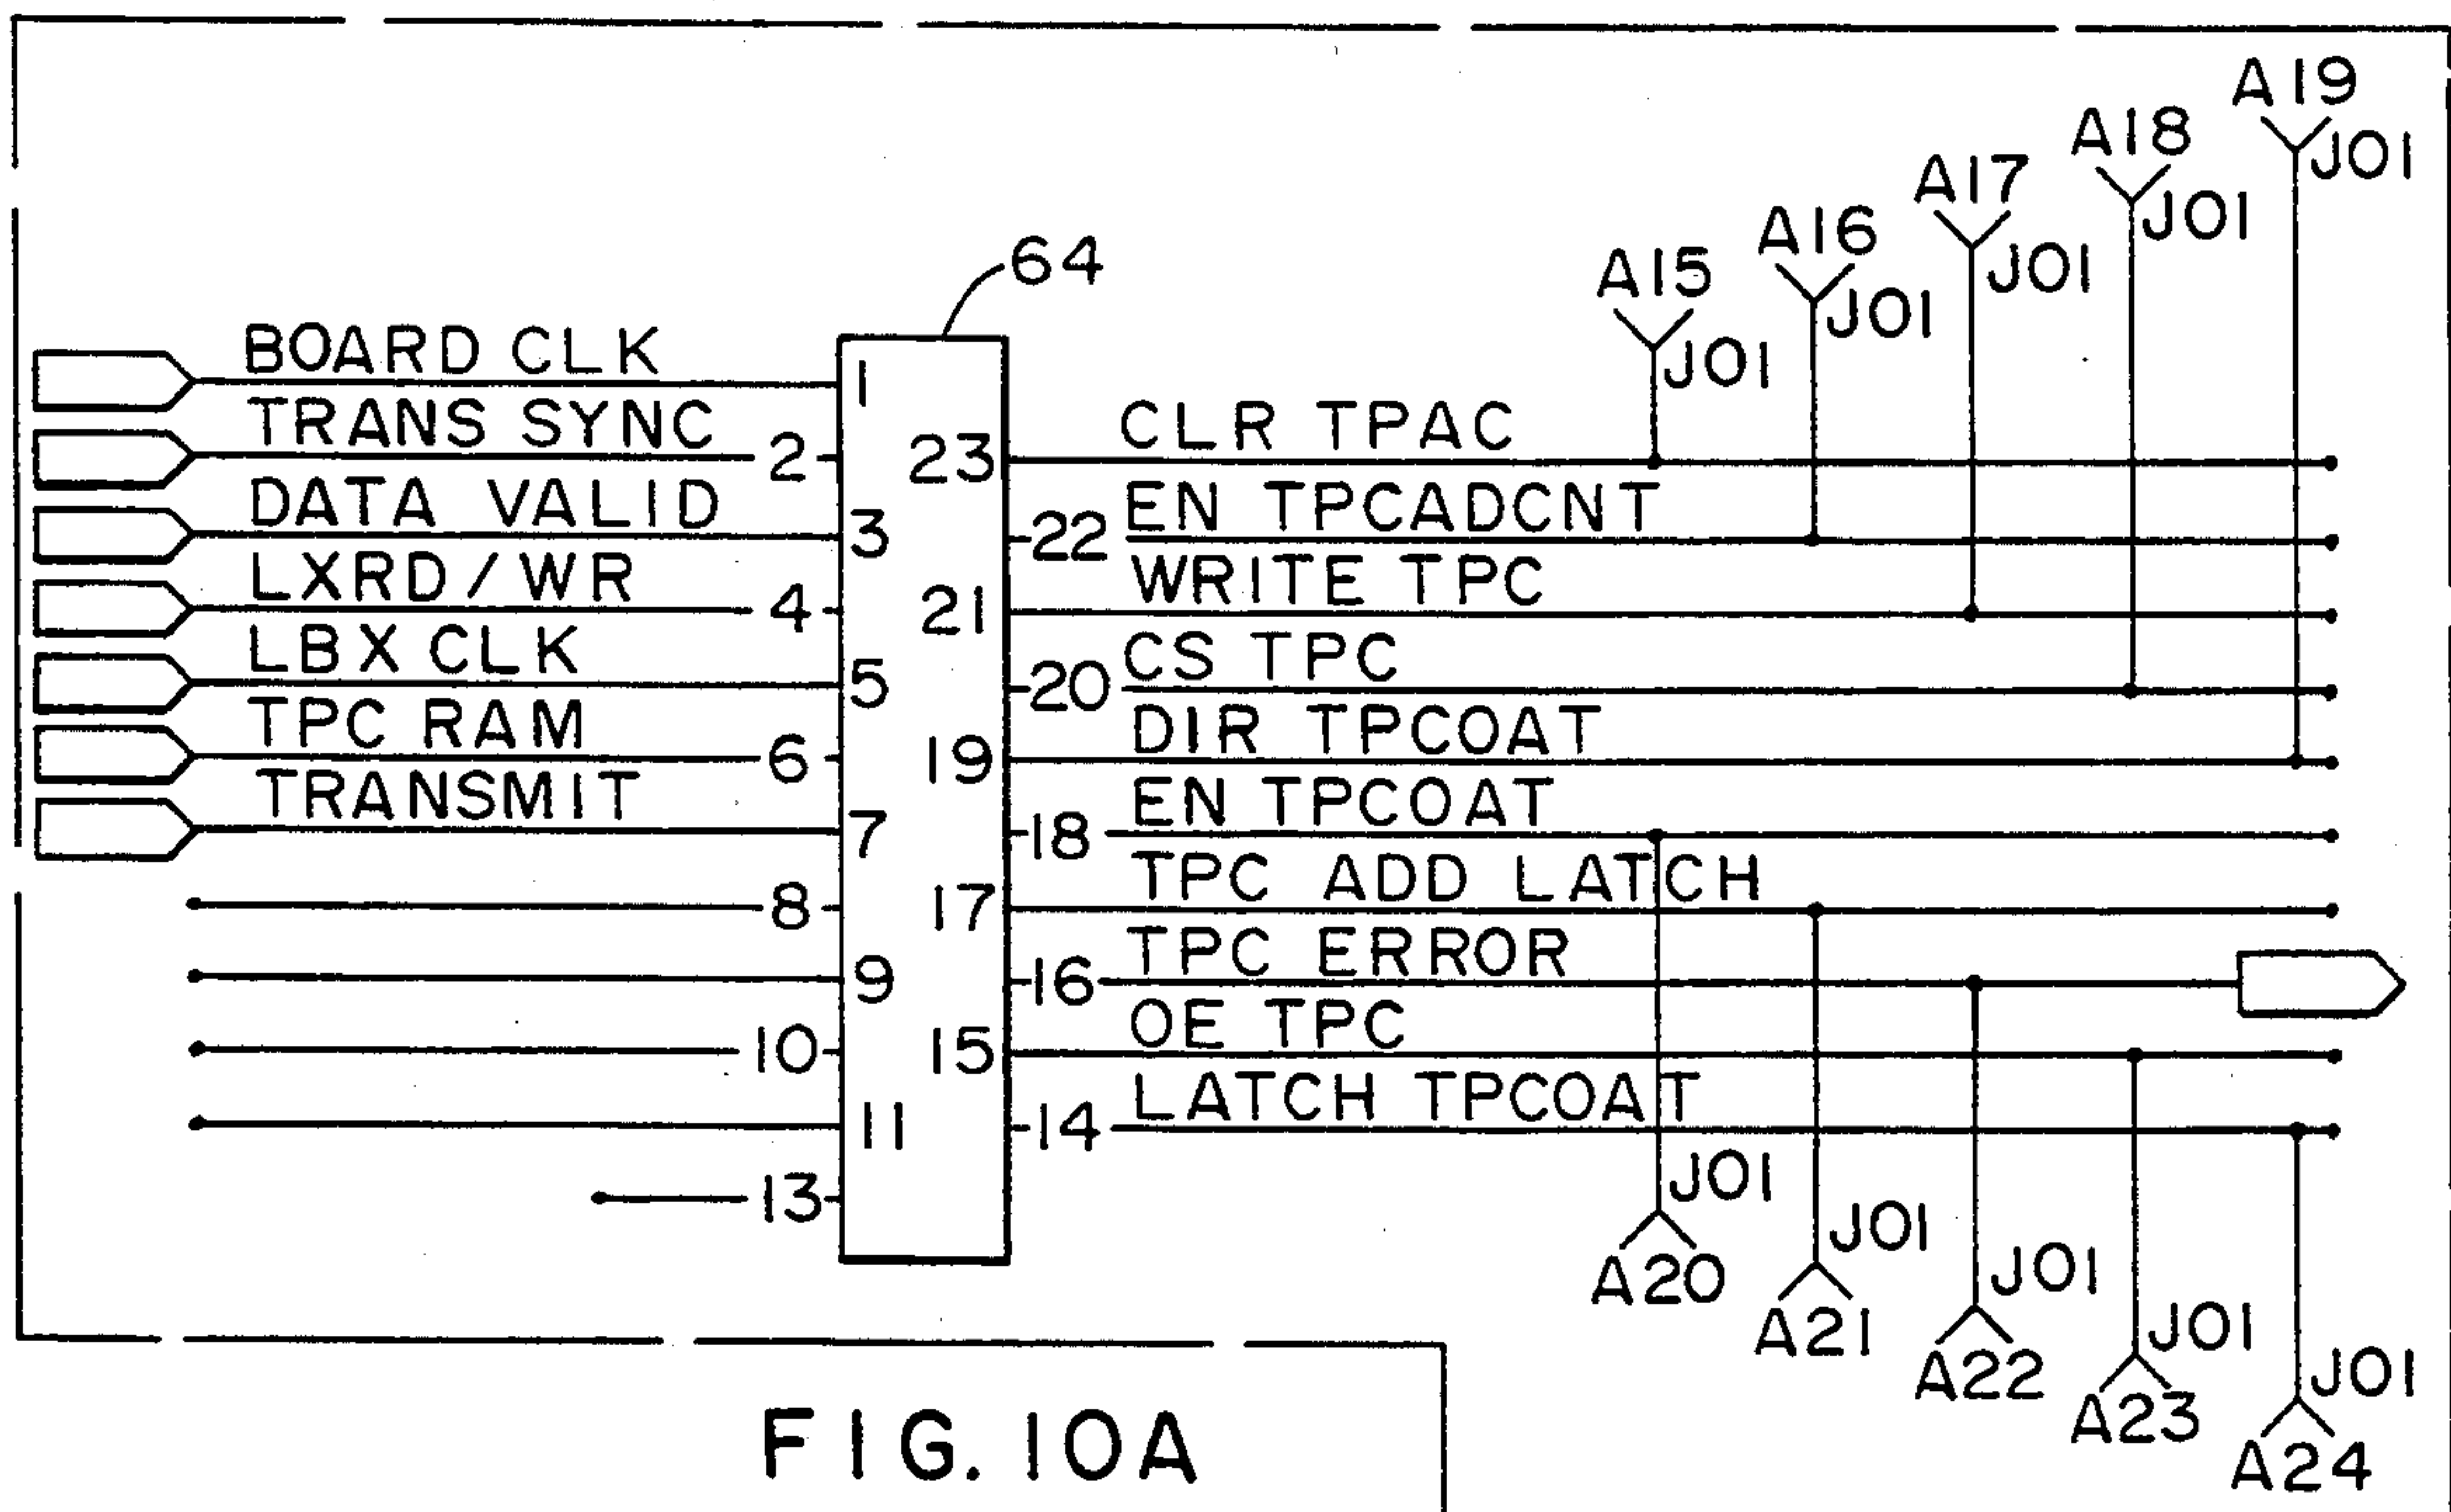 A19
J01
A18
J01
A17
J01
A16
J01
A15
J01
64
BOARD CLK 1
TRANS SYNC 2
DATA VALID 3
LXRD/WR 4
LBX CLK 5
TPC RAM 6
TRANSMIT 7
8
9
10
11
13
23 CLR TPAC
22 EN TPCADCNT
21 WRITE TPC
20 CS TPC
19 DIR TPCOAT
18 EN TPCOAT
17 TPC ADD LATCH
16 TPC ERROR
15 OE TPC
14 LATCH TPCOAT
J01
A20
J01
A21
J01
A22
J01
A23
J01
A24
FIG. 10A